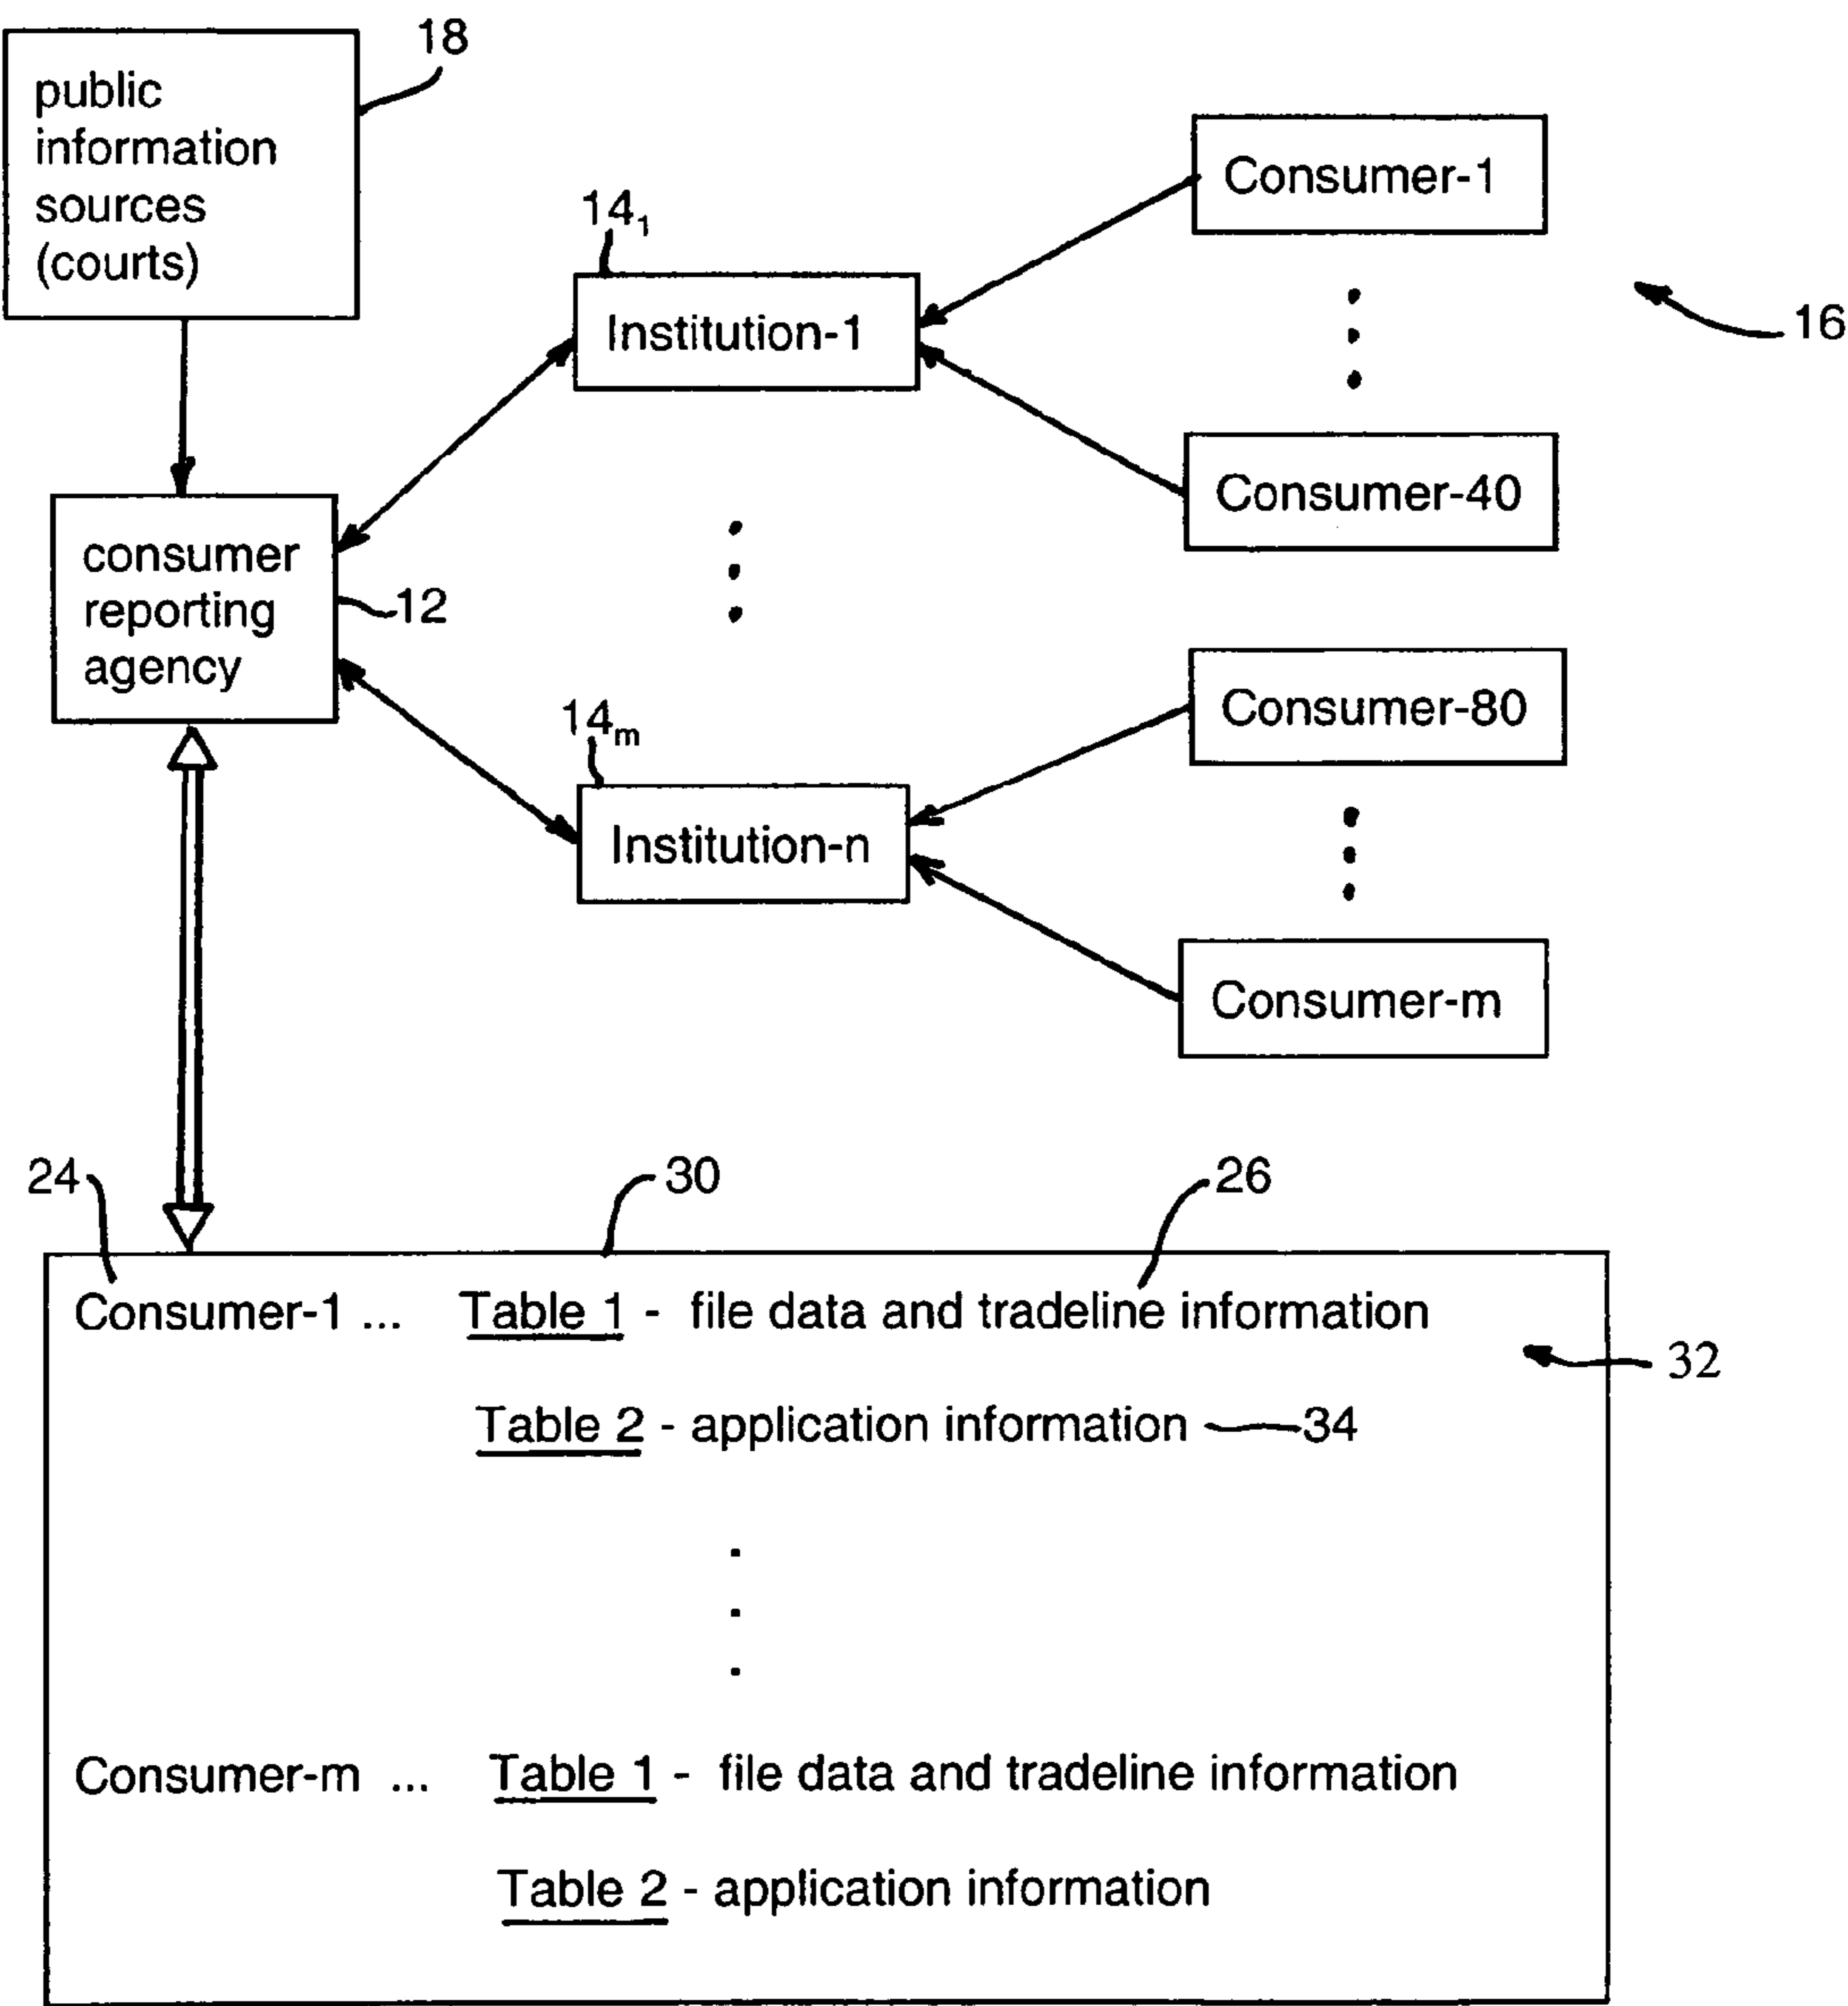 18
public
information
sources
(courts)
Consumer-1
14₁
Institution-1
16
Consumer-40
consumer
reporting
agency
12
Consumer-80
14ₘ
Institution-n
Consumer-m
24
30
26
Consumer-1 ... Table 1 - file data and tradeline information
32
Table 2 - application information 34
Consumer-m ... Table 1 - file data and tradeline information
Table 2 - application information